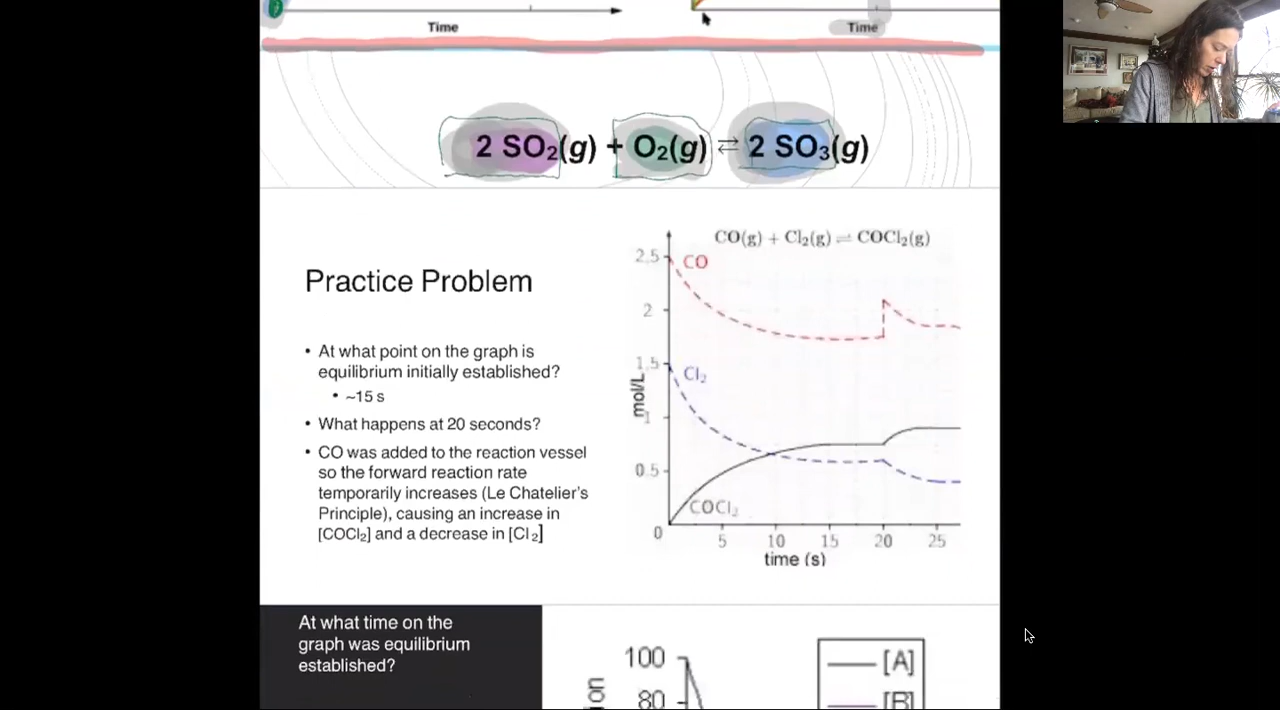 Time
Time
2 SO₂(g) + O₂(g) ⇄ 2 SO₃(g)
Practice Problem
• At what point on the graph is
equilibrium initially established?
• ~15 s
• What happens at 20 seconds?
• CO was added to the reaction vessel
so the forward reaction rate
temporarily increases (Le Chatelier's
Principle), causing an increase in
[COCl₂] and a decrease in [Cl₂]
CO(g) + Cl₂(g) ⇌ COCl₂(g)
2,5
CO
2
1,5
Cl₂
mol/L
1
0.5
COCl₂
0
5 10 15 20 25
time (s)
At what time on the
graph was equilibrium
established?
100
80
[A]
[B]